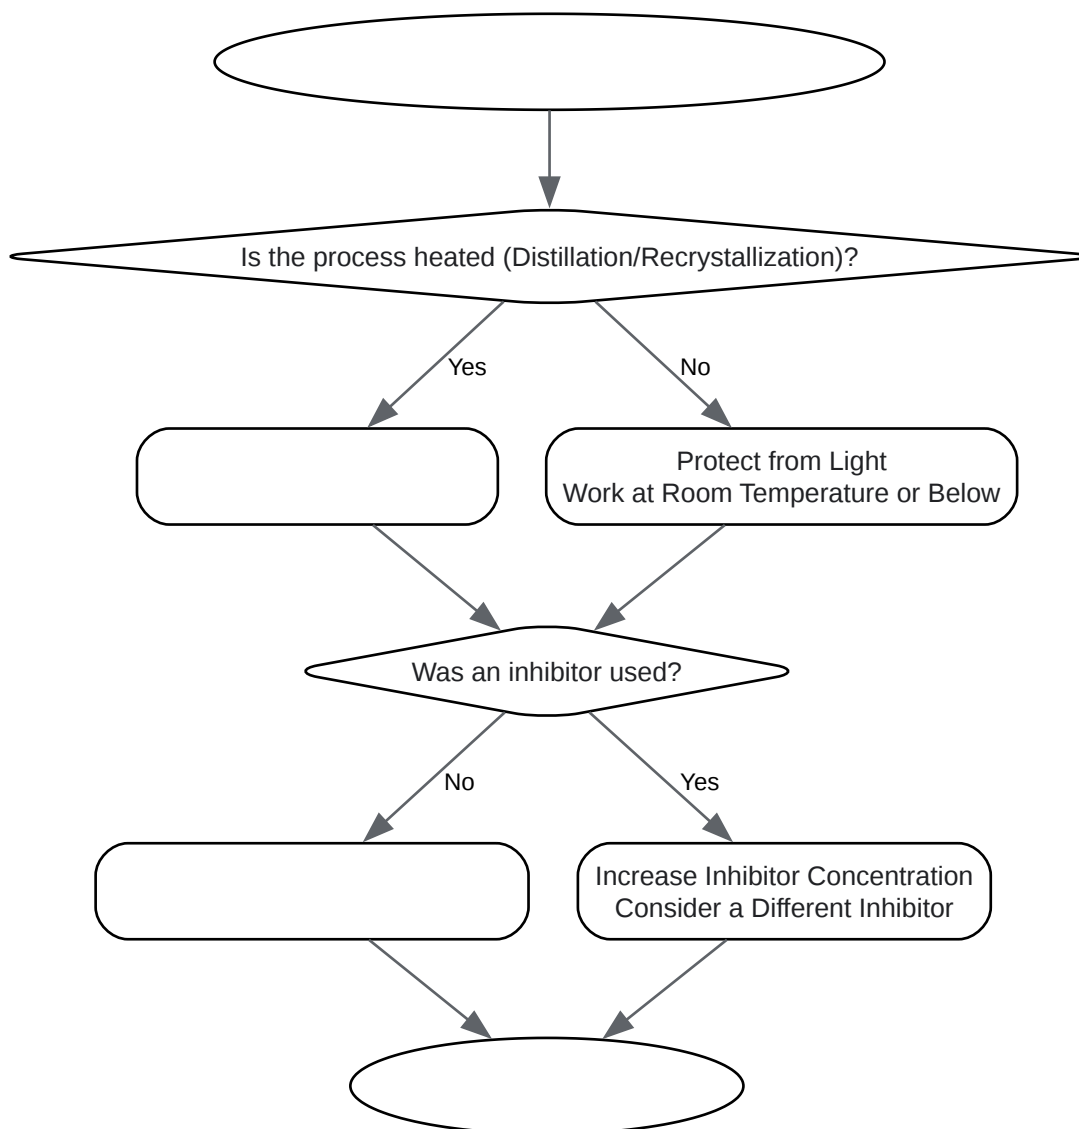 Is the process heated (Distillation/Recrystallization)?
Yes
No
Protect from Light
Work at Room Temperature or Below
Was an inhibitor used?
No
Yes
Increase Inhibitor Concentration
Consider a Different Inhibitor